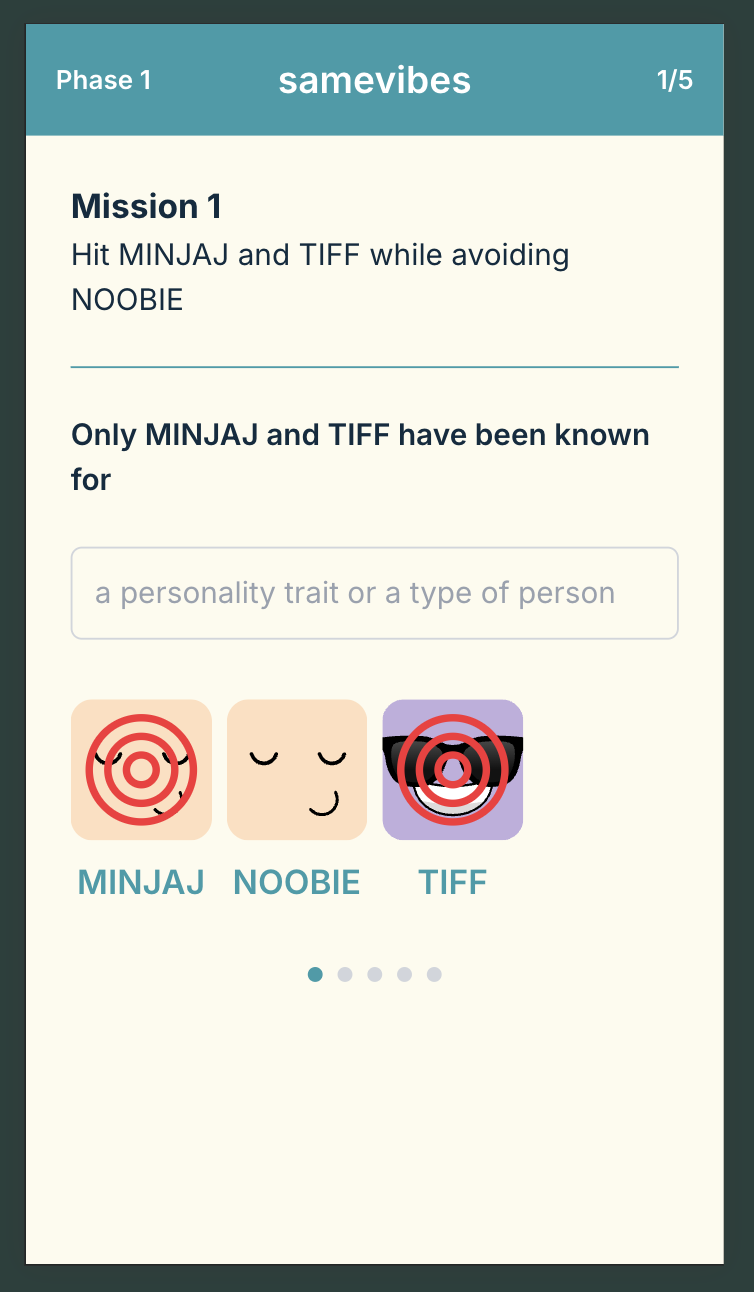 Phase 1 samevibes 1/5
Mission 1
Hit MINJAJ and TIFF while avoiding
NOOBIE
Only MINJAJ and TIFF have been known
for
a personality trait or a type of person
MINJAJ NOOBIE TIFF